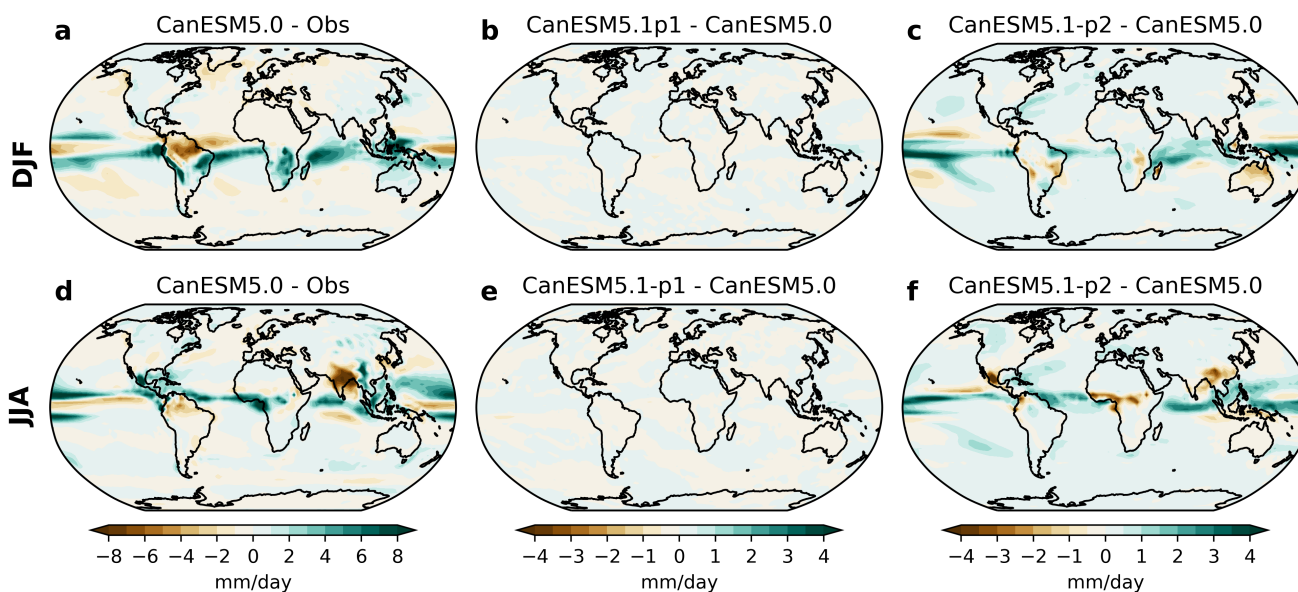 a CanESM5.0 - Obs
b CanESM5.1p1 - CanESM5.0
c CanESM5.1-p2 - CanESM5.0
DJF
d CanESM5.0 - Obs
e CanESM5.1-p1 - CanESM5.0
f CanESM5.1-p2 - CanESM5.0
JJA
−8 −6 −4 −2 0 2 4 6 8
mm/day
−4 −3 −2 −1 0 1 2 3 4
mm/day
−4 −3 −2 −1 0 1 2 3 4
mm/day